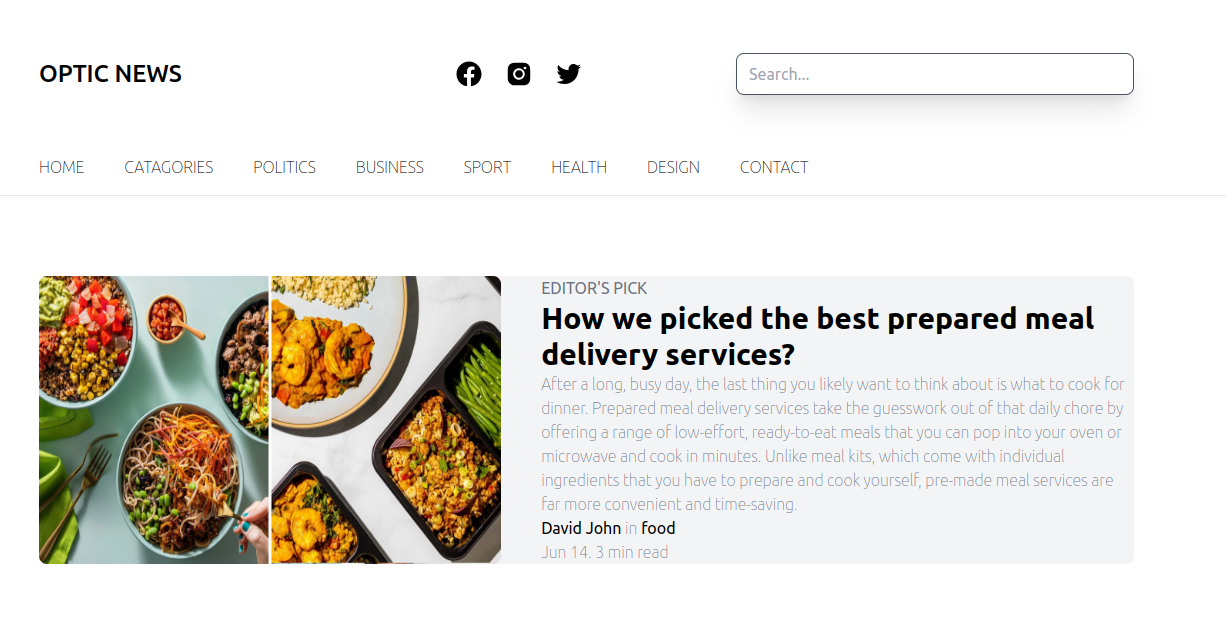 OPTIC NEWS
Search...
HOME CATAGORIES POLITICS BUSINESS SPORT HEALTH DESIGN CONTACT
EDITOR'S PICK
How we picked the best prepared meal
delivery services?
After a long, busy day, the last thing you likely want to think about is what to cook for
dinner. Prepared meal delivery services take the guesswork out of that daily chore by
offering a range of low-effort, ready-to-eat meals that you can pop into your oven or
microwave and cook in minutes. Unlike meal kits, which come with individual
ingredients that you have to prepare and cook yourself, pre-made meal services are
far more convenient and time-saving.
David John in food
Jun 14. 3 min read